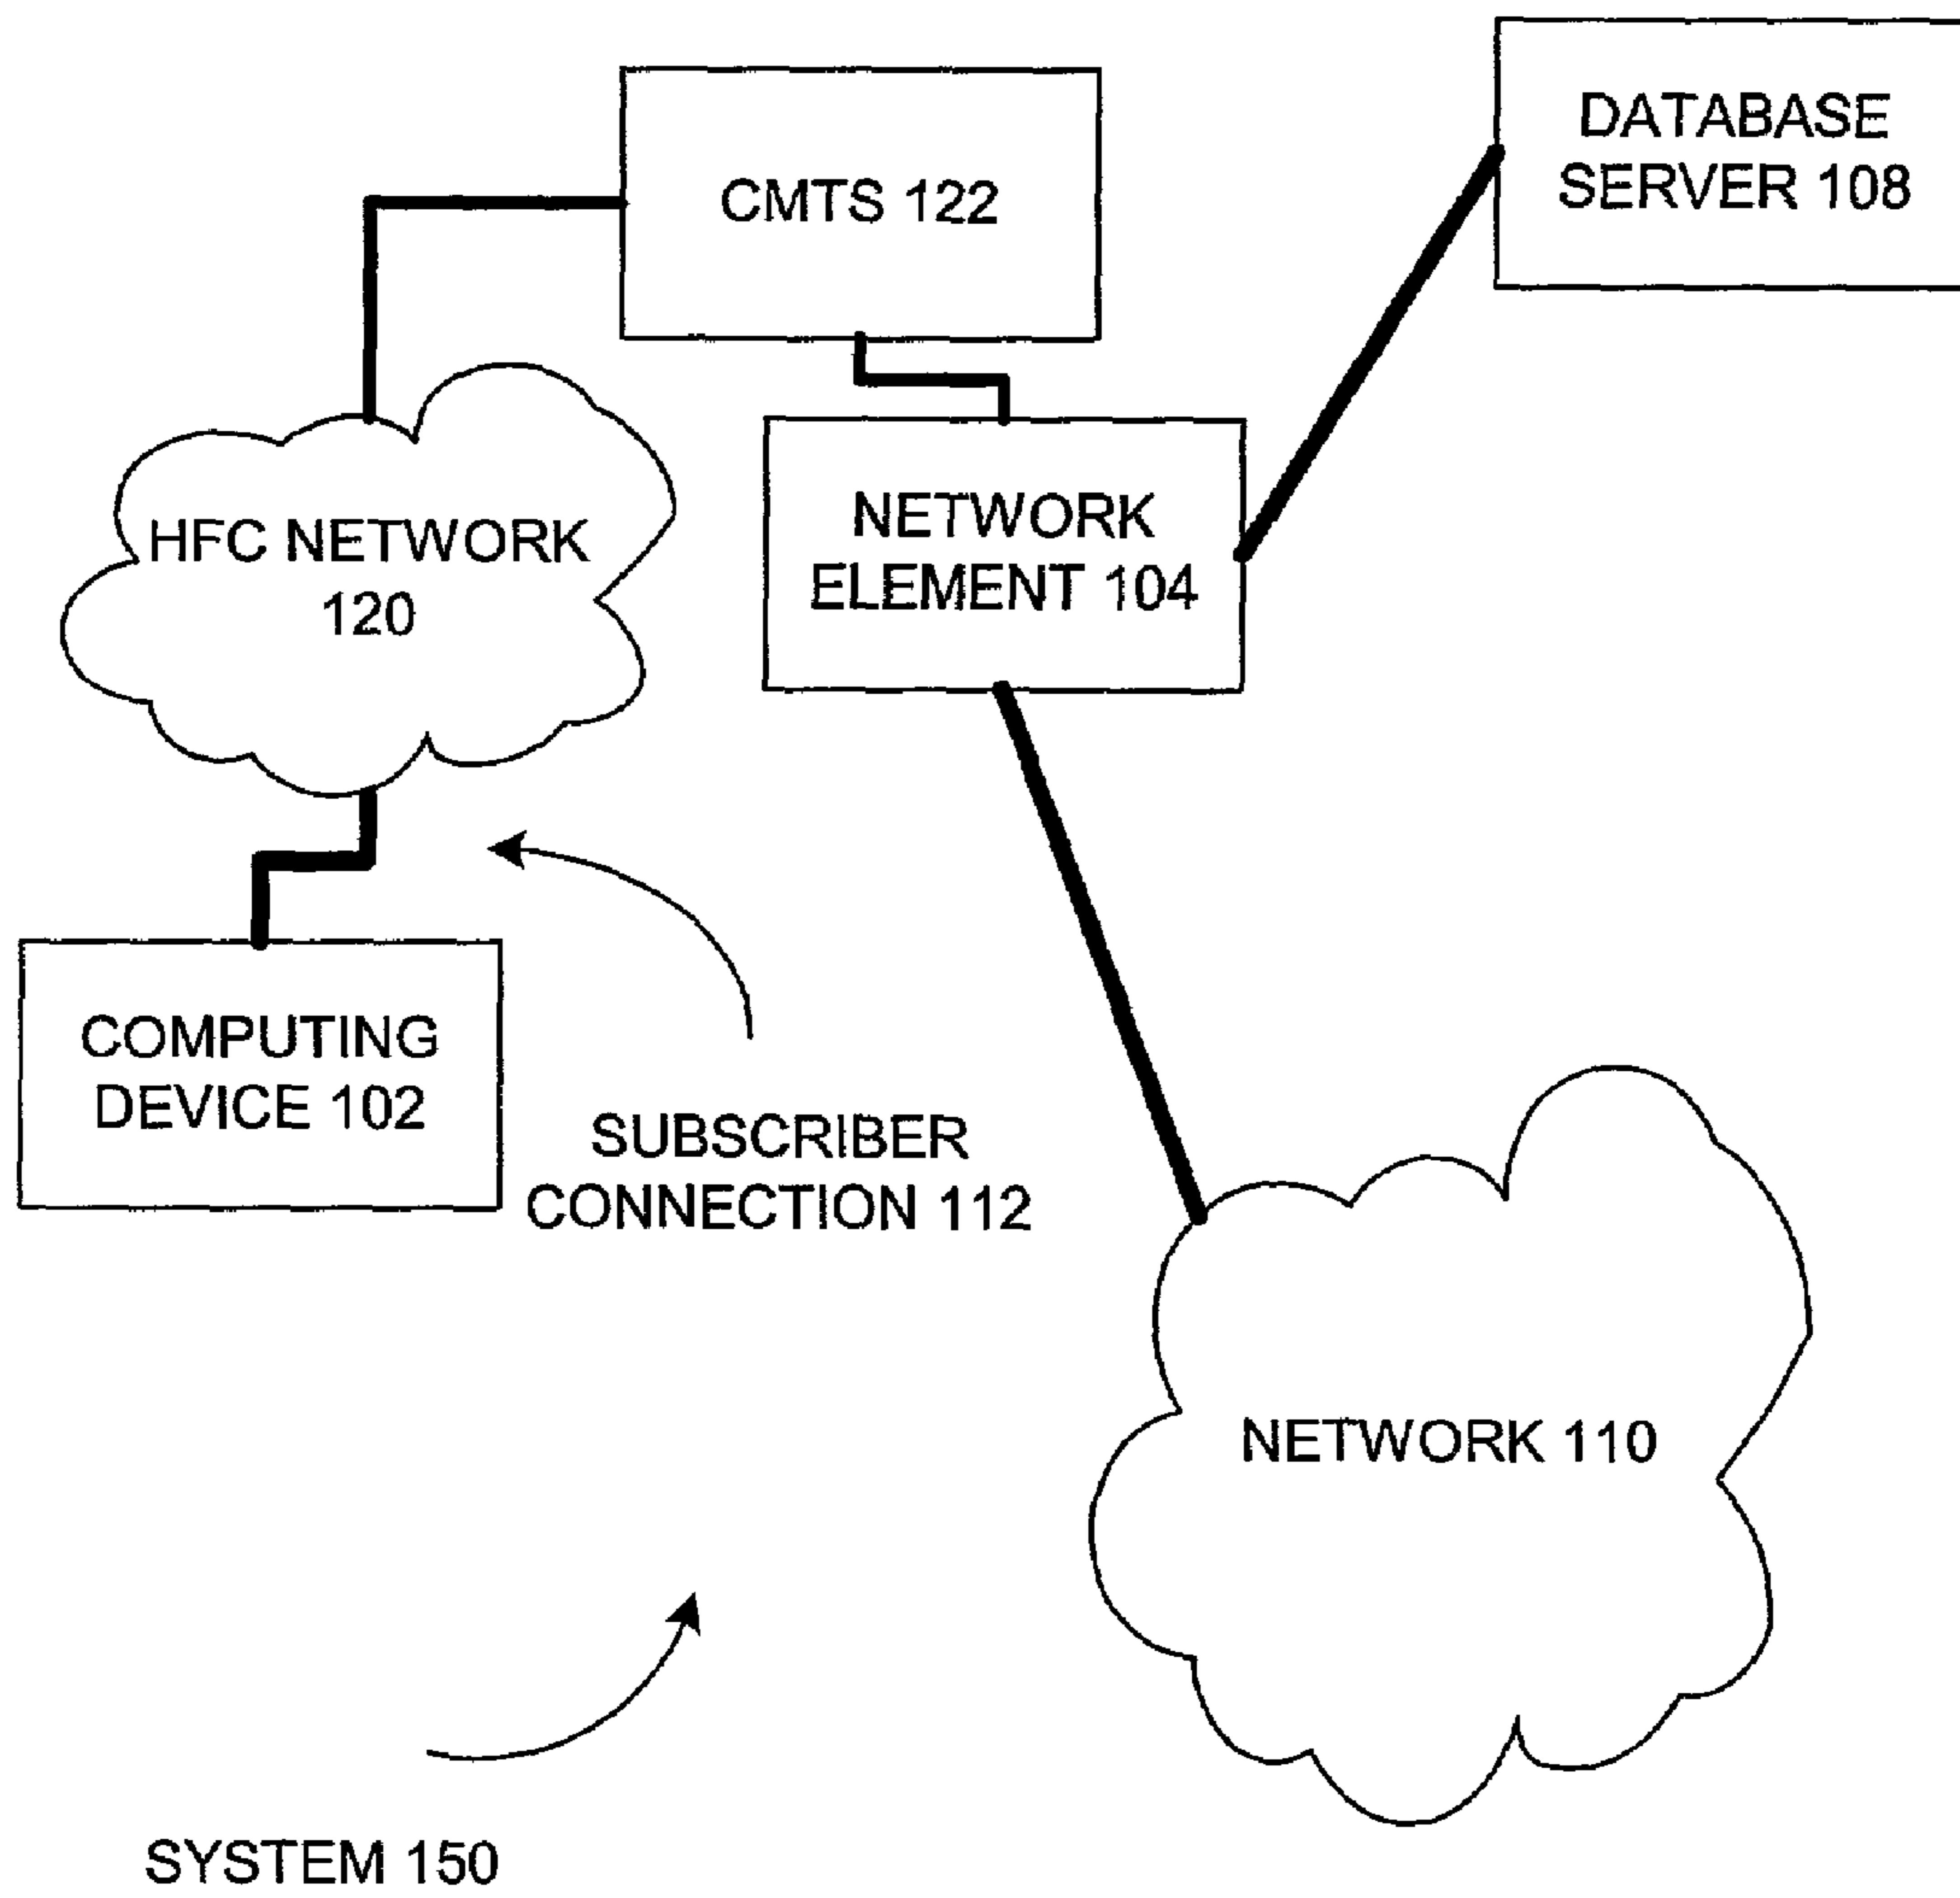 DATABASE
SERVER 108
CMTS 122
HFC NETWORK
120
NETWORK
ELEMENT 104
COMPUTING
DEVICE 102
SUBSCRIBER
CONNECTION 112
NETWORK 110
SYSTEM 150